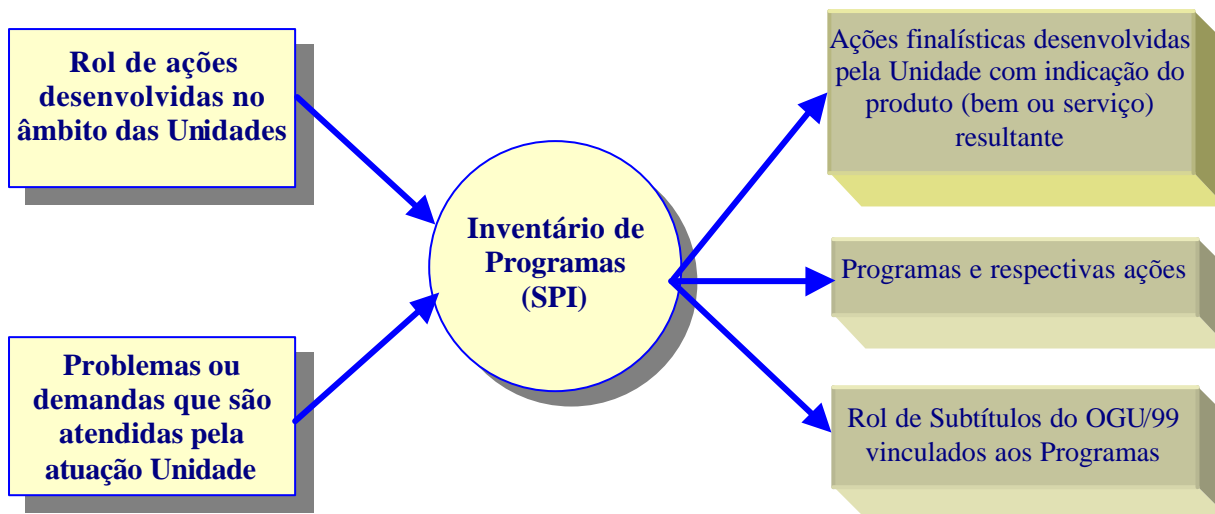 Rol de ações
desenvolvidas no
âmbito das Unidades
Problemas ou
demandas que são
atendidas pela
atuação Unidade
Inventário de
Programas
(SPI)
Ações finalísticas desenvolvidas
pela Unidade com indicação do
produto (bem ou serviço)
resultante
Programas e respectivas ações
Rol de Subtítulos do OGU/99
vinculados aos Programas